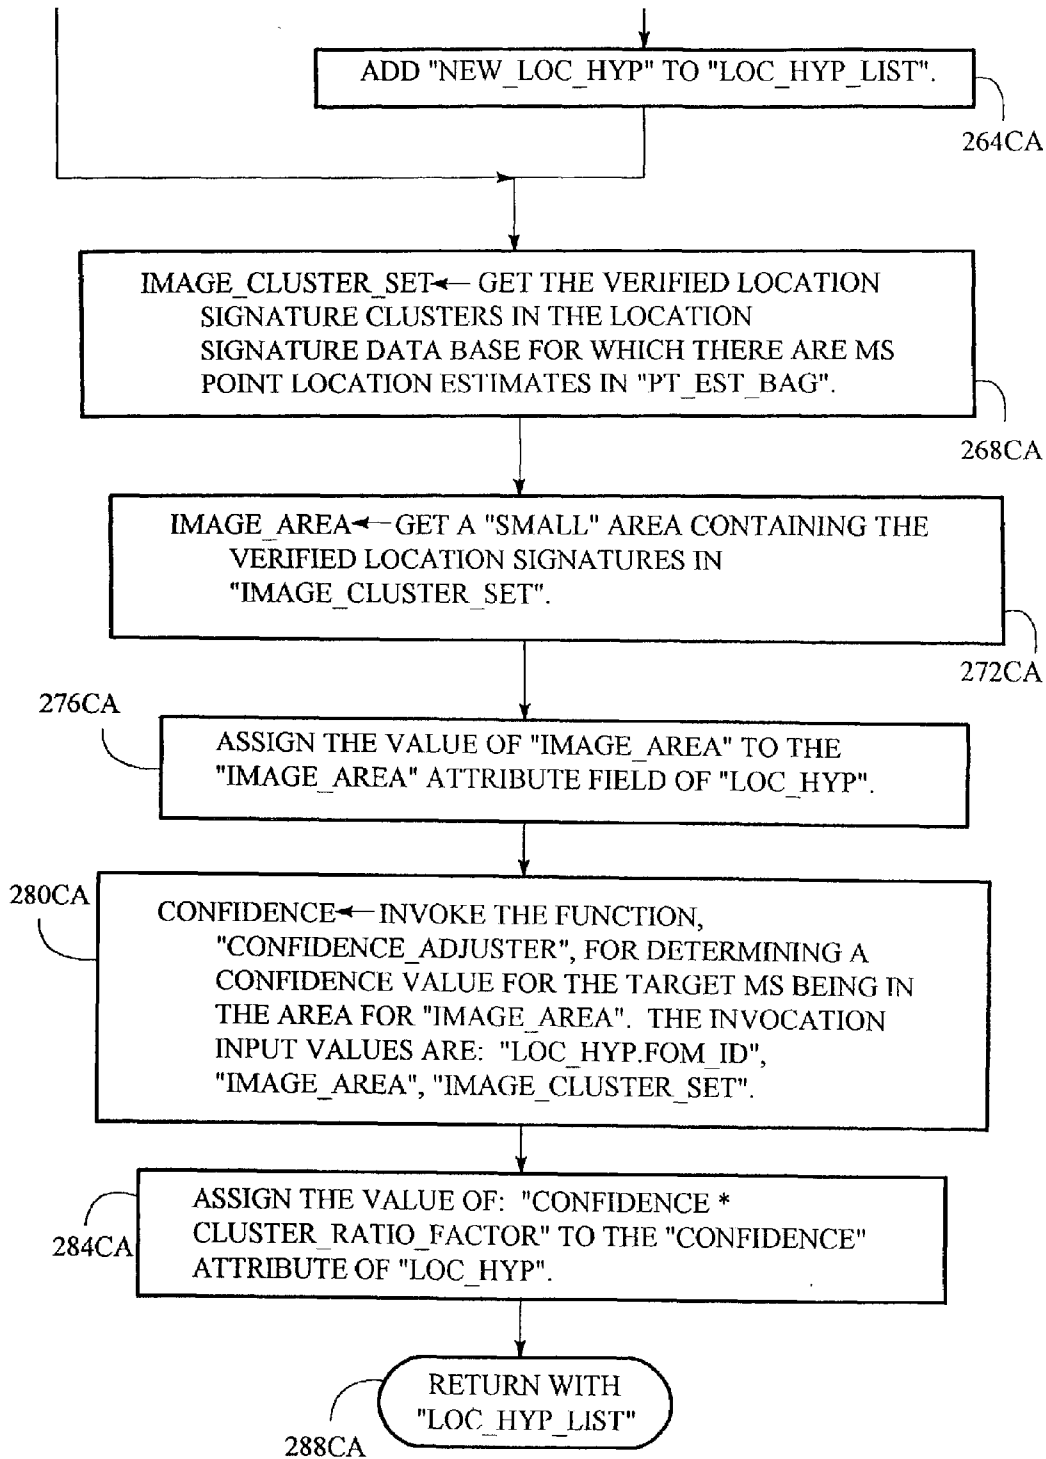 ADD "NEW_LOC_HYP" TO "LOC_HYP_LIST".
264CA
IMAGE_CLUSTER_SET← GET THE VERIFIED LOCATION
SIGNATURE CLUSTERS IN THE LOCATION
SIGNATURE DATA BASE FOR WHICH THERE ARE MS
POINT LOCATION ESTIMATES IN "PT_EST_BAG".
268CA
IMAGE_AREA←GET A "SMALL" AREA CONTAINING THE
VERIFIED LOCATION SIGNATURES IN
"IMAGE_CLUSTER_SET".
272CA
276CA
ASSIGN THE VALUE OF "IMAGE_AREA" TO THE
"IMAGE_AREA" ATTRIBUTE FIELD OF "LOC_HYP".
280CA
CONFIDENCE←INVOKE THE FUNCTION,
"CONFIDENCE_ADJUSTER", FOR DETERMINING A
CONFIDENCE VALUE FOR THE TARGET MS BEING IN
THE AREA FOR "IMAGE_AREA". THE INVOCATION
INPUT VALUES ARE: "LOC_HYP.FOM_ID",
"IMAGE_AREA", "IMAGE_CLUSTER_SET".
ASSIGN THE VALUE OF: "CONFIDENCE *
CLUSTER_RATIO_FACTOR" TO THE "CONFIDENCE"
ATTRIBUTE OF "LOC_HYP".
284CA
RETURN WITH
"LOC_HYP_LIST"
288CA